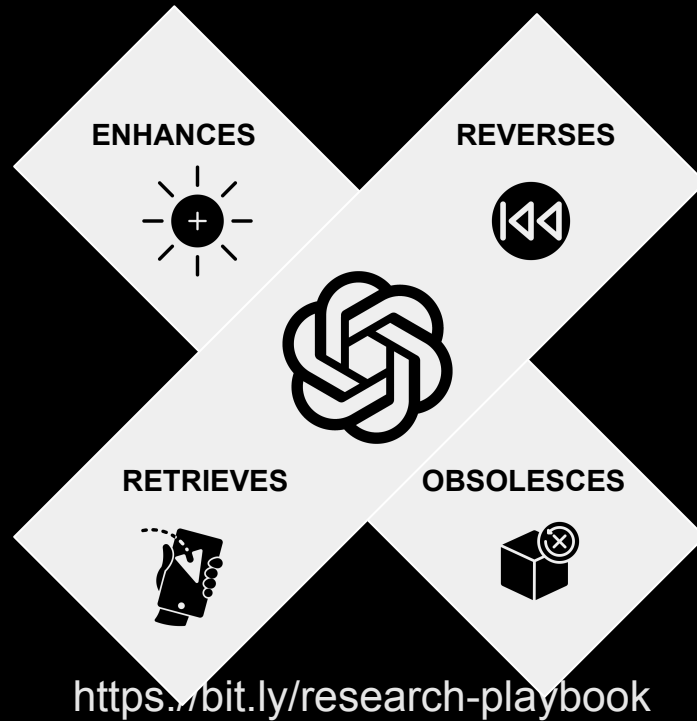 ENHANCES
REVERSES
RETRIEVES
OBSOLESCES
https://bit.ly/research-playbook